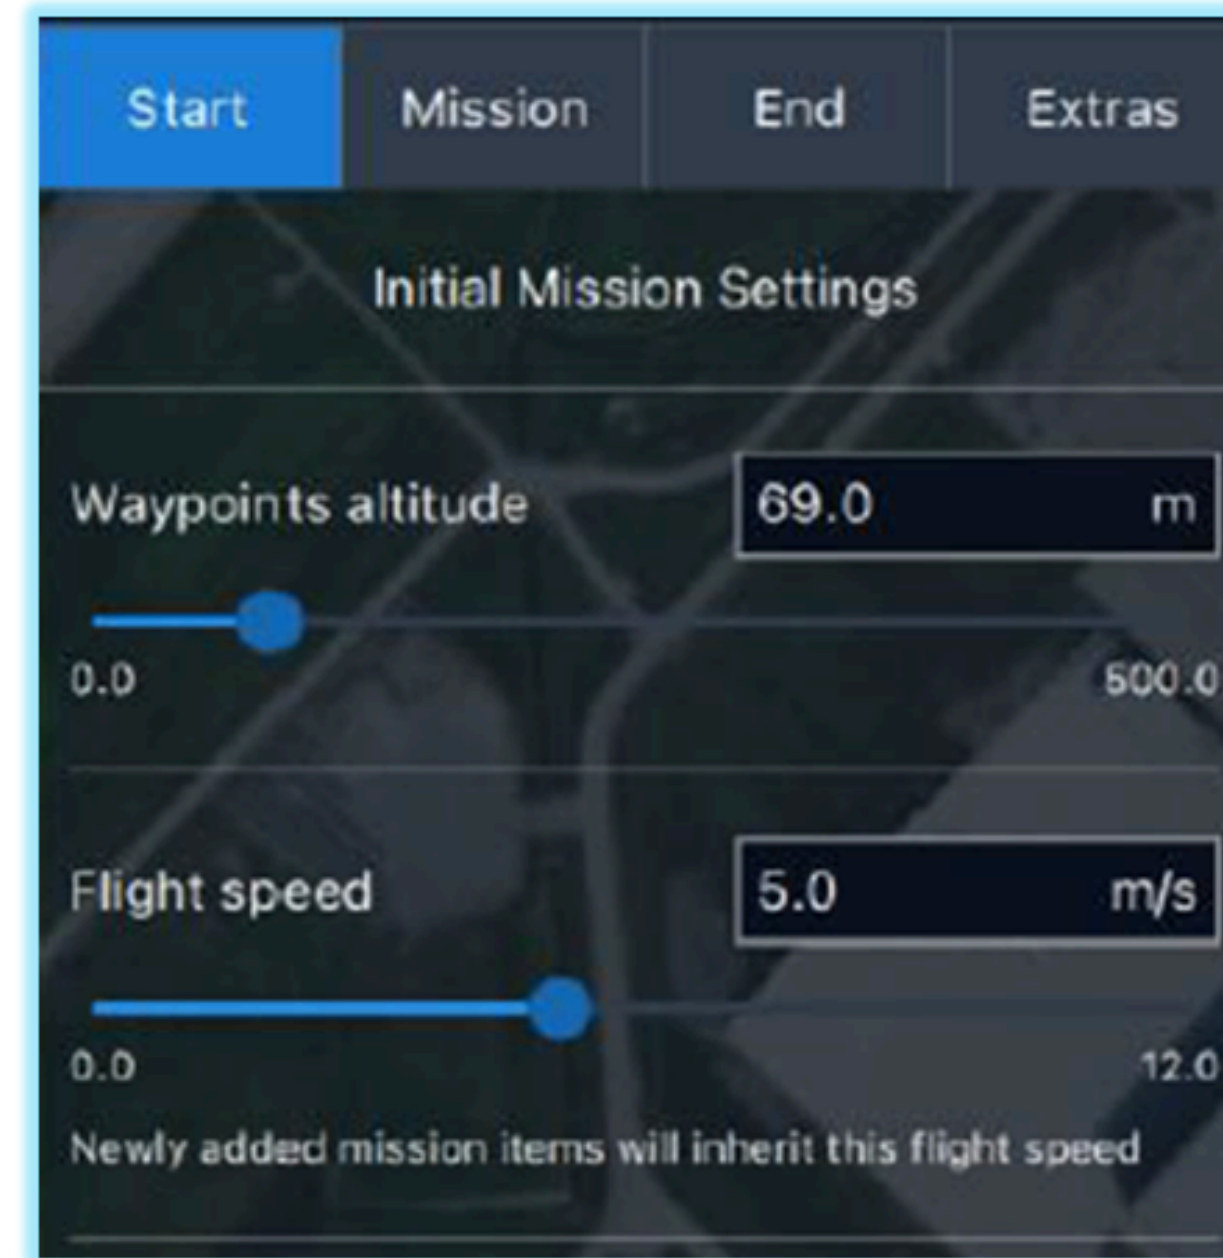 Start Mission End Extras
Initial Mission Settings
Waypoints altitude 69.0 m
0.0 500.0
Flight speed 5.0 m/s
0.0 12.0
Newly added mission items will inherit this flight speed